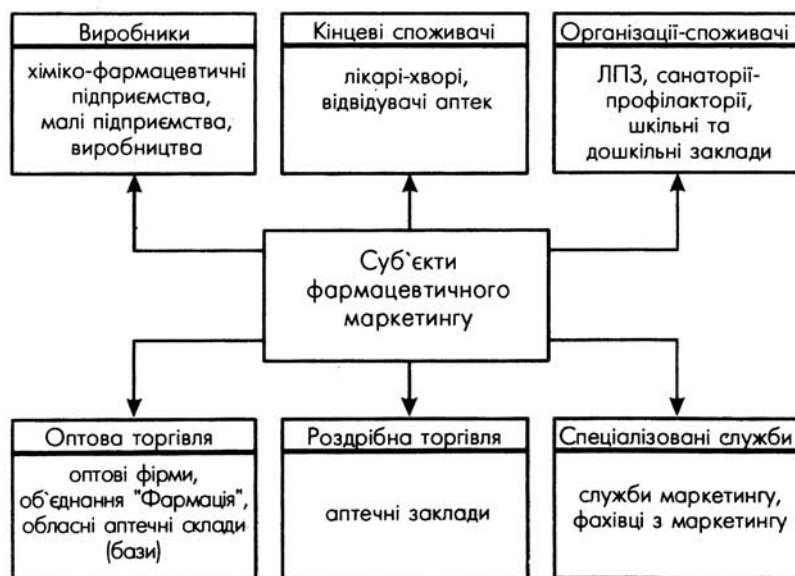 Виробники
хіміко-фармацевтичні
підприємства,
малі підприємства,
виробництва
Кінцеві споживачі
лікарі-хворі,
відвідувачі аптек
Організації-споживачі
ЛПЗ, санаторії-
профілакторії,
шкільні та
дошкільні заклади
Суб`єкти
фармацевтичного
маркетингу
Оптова торгівля
оптові фірми,
об`єднання "Фармація",
обласні аптечні склади
(бази)
Роздрібна торгівля
аптечні заклади
Спеціалізовані служби
служби маркетингу,
фахівці з маркетингу